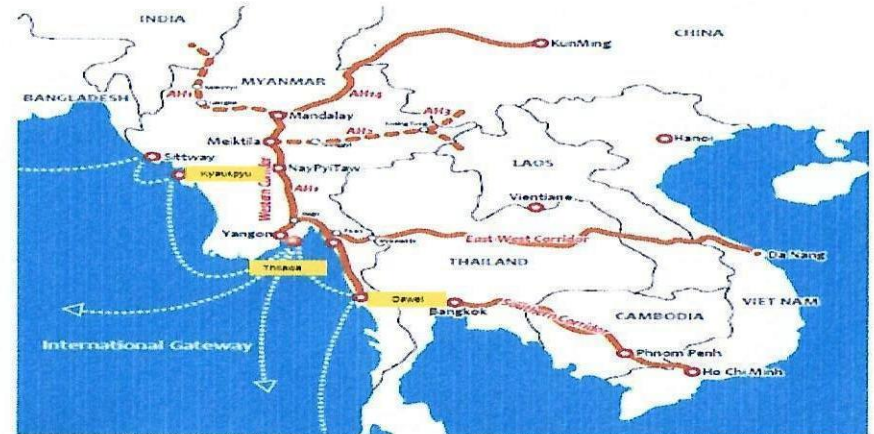 INDIA
KunMing
CHINA
MYANMAR
AH1
AH14
BANGLADESH
Mandalay
AH3
AH2
Meiktila
Hanoi
Sittway
LAOS
Kyaukpyu
NayPyiTaw
Western Corridor
AH1
Vientiane
Yangon
East-West Corridor
Da Nang
Thilawa
THAILAND
Dawei
Bangkok
Southern Corridor
CAMBODIA
VIET NAM
International Gateway
Phnom Penh
Ho Chi Minh